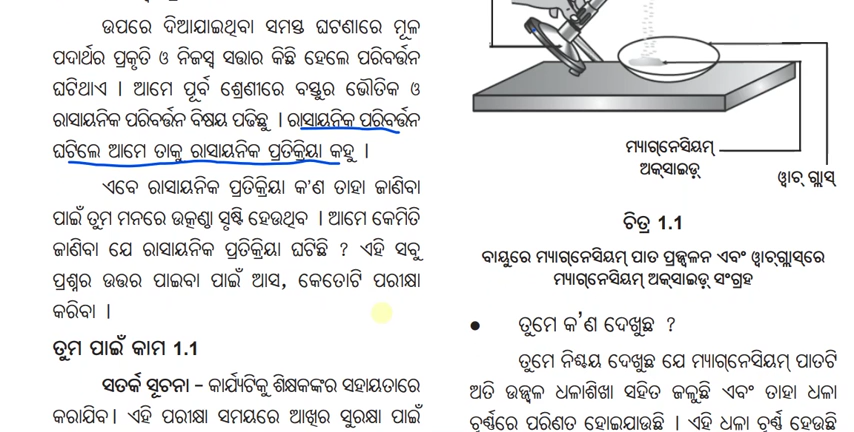 ଉପରେ ଦିଆଯାଇଥିବା ସମସ୍ତ ଘଟଣାରେ ମୂଳ
ପଦାର୍ଥର ପ୍ରକୃତି ଓ ନିଜସ୍ୱ ସତ୍ତାର କିଛି ହେଲେ ପରିବର୍ତ୍ତନ
ଘଟିଥାଏ । ଆମେ ପୂର୍ବ ଶ୍ରେଣୀରେ ବସ୍ତୁର ଭୌତିକ ଓ
ରାସାୟନିକ ପରିବର୍ତ୍ତନ ବିଷୟ ପଢିଛୁ । ରାସାୟନିକ ପରିବର୍ତ୍ତନ
ଘଟିଲେ ଆମେ ତାକୁ ରାସାୟନିକ ପ୍ରତିକ୍ରିୟା କହୁ ।
ଏବେ ରାସାୟନିକ ପ୍ରତିକ୍ରିୟା କ'ଣ ତାହା ଜାଣିବା
ପାଇଁ ତୁମ ମନରେ ଉତ୍କଣ୍ଠା ସୃଷ୍ଟି ହେଉଥିବ । ଆମେ କେମିତି
ଜାଣିବା ଯେ ରାସାୟନିକ ପ୍ରତିକ୍ରିୟା ଘଟିଛି ? ଏହି ସବୁ
ପ୍ରଶ୍ନର ଉତ୍ତର ପାଇବା ପାଇଁ ଆସ, କେତୋଟି ପରୀକ୍ଷା
କରିବା ।
ତୁମ ପାଇଁ କାମ 1.1
ସତର୍କ ସୂଚନା – କାର୍ଯ୍ୟଟିକୁ ଶିକ୍ଷକଙ୍କର ସହାୟତାରେ
କରାଯିବ। ଏହି ପରୀକ୍ଷା ସମୟରେ ଆଖିର ସୁରକ୍ଷା ପାଇଁ
ମ୍ୟାଗ୍‌ନେସିୟମ୍
ଅକ୍‌ସାଇଡ୍
ୱାଚ୍ ଗ୍ଲାସ୍
ଚିତ୍ର 1.1
ବାୟୁରେ ମ୍ୟାଗ୍‌ନେସିୟମ୍ ପାତ ପ୍ରଜ୍ୱଳନ ଏବଂ ୱାଚ୍‌ଗ୍ଲାସ୍‌ରେ
ମ୍ୟାଗ୍‌ନେସିୟମ୍ ଅକ୍‌ସାଇଡ୍ ସଂଗ୍ରହ
● ତୁମେ କ'ଣ ଦେଖୁଛ ?
ତୁମେ ନିଶ୍ଚୟ ଦେଖୁଛ ଯେ ମ୍ୟାଗ୍‌ନେସିୟମ୍ ପାତଟି
ଅତି ଉଜ୍ଜ୍ୱଳ ଧଳାଶିଖା ସହିତ ଜଳୁଛି ଏବଂ ତାହା ଧଳା
ଚୂର୍ଣ୍ଣରେ ପରିଣତ ହୋଇଯାଉଛି । ଏହି ଧଳା ଚୂର୍ଣ୍ଣ ହେଉଛି